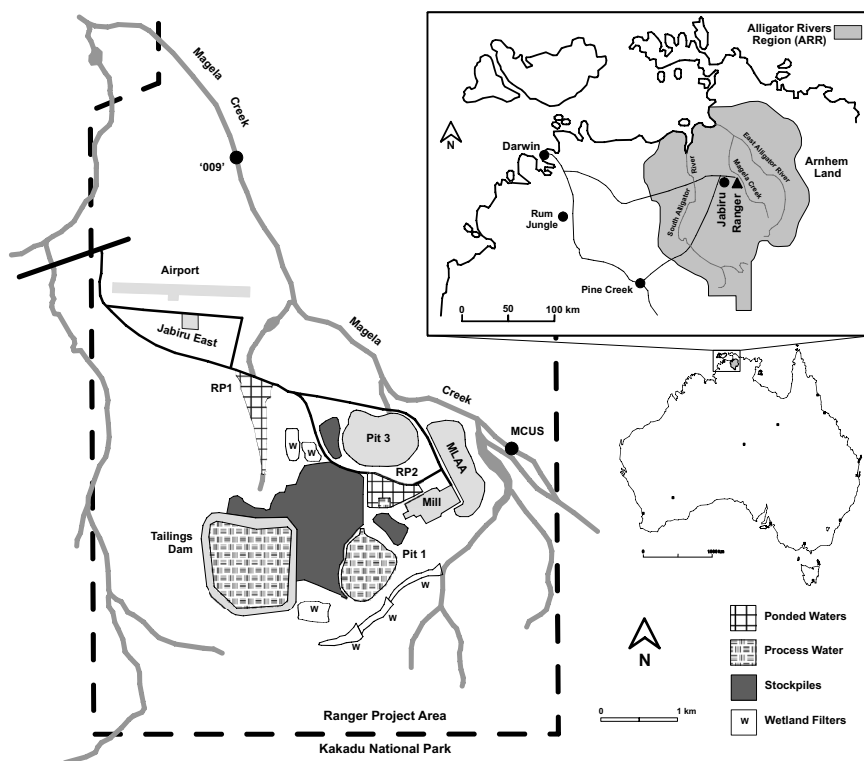 Alligator Rivers
Region (ARR)
N
Darwin
Rum
Jungle
Pine Creek
South Alligator
River
East Alligator River
Magela Creek
Jabiru
Ranger
Arnhem
Land
0 50 100 km
Magela
Creek
'009'
Airport
Jabiru East
Magela
Creek
RP1
MCUS
W
W
Pit 3
RP2
MLAA
Mill
Tailings
Dam
Pit 1
W
W
W
W
W
Ranger Project Area
Kakadu National Park
N
0 1 km
Ponded Waters
Process Water
Stockpiles
W
Wetland Filters